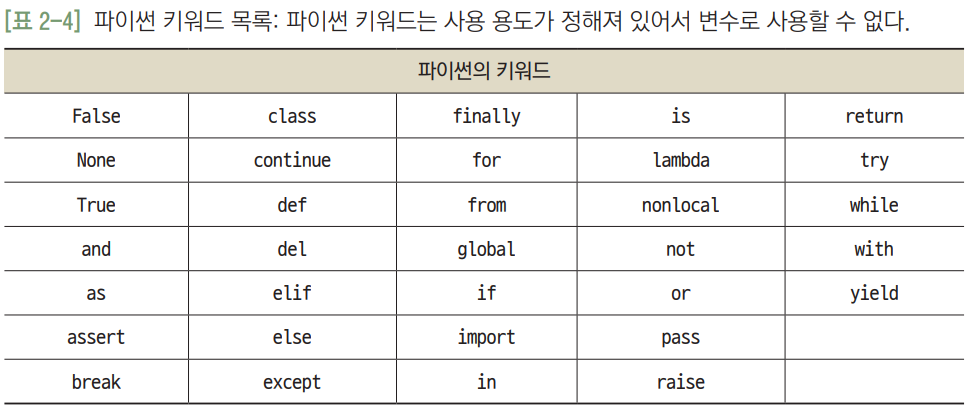 [표 2-4] 파이썬 키워드 목록: 파이썬 키워드는 사용 용도가 정해져 있어서 변수로 사용할 수 없다.
파이썬의 키워드
False class finally is return
None continue for lambda try
True def from nonlocal while
and del global not with
as elif if or yield
assert else import pass
break except in raise